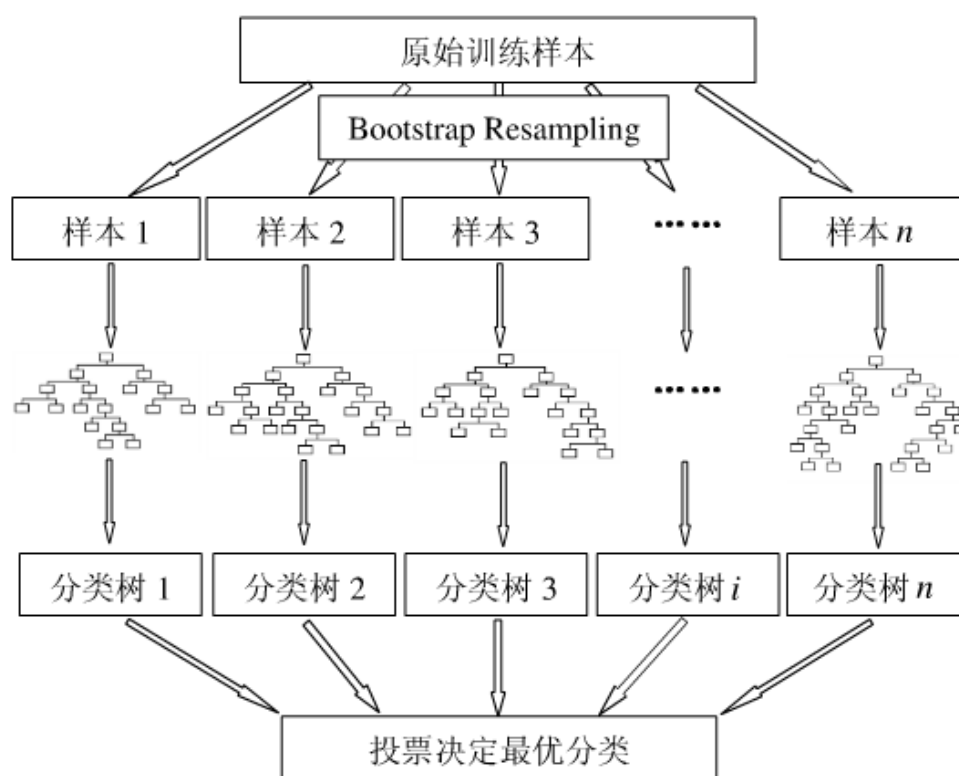 原始训练样本
Bootstrap Resampling
样本 1
样本 2
样本 3
……
样本 n
……
分类树 1
分类树 2
分类树 3
分类树 i
分类树 n
投票决定最优分类